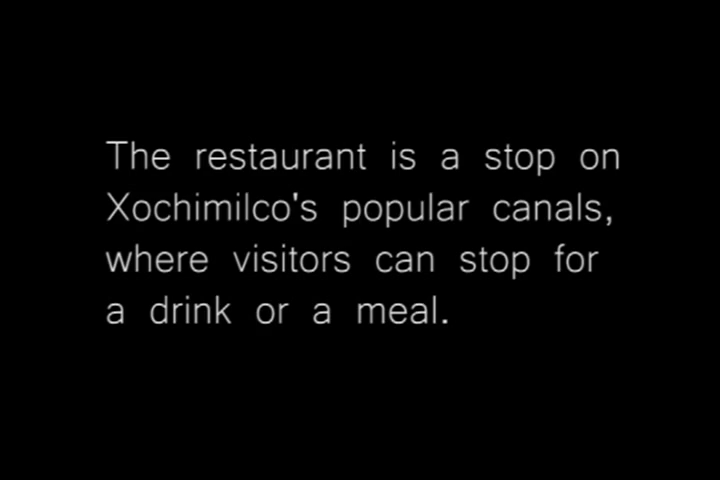 The restaurant is a stop on
Xochimilco's popular canals,
where visitors can stop for
a drink or a meal.